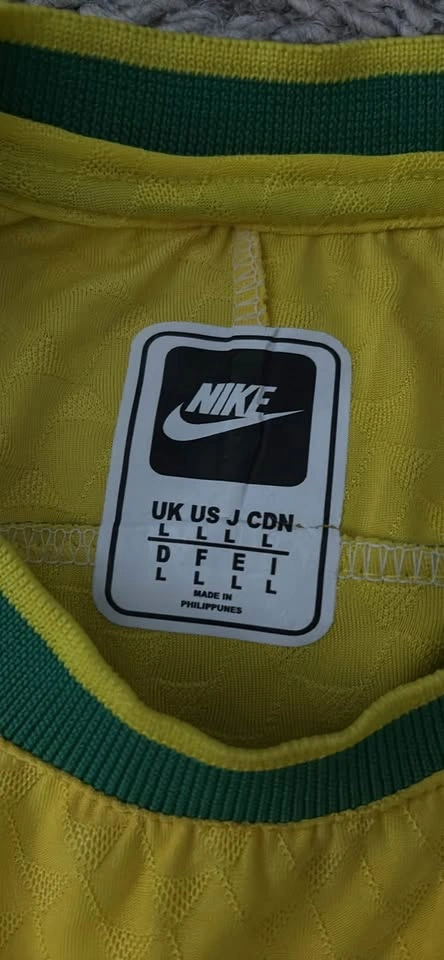 NIKE
UK US J CDN
L L L L
D F E I
L L L L
MADE IN
PHILIPPUNES